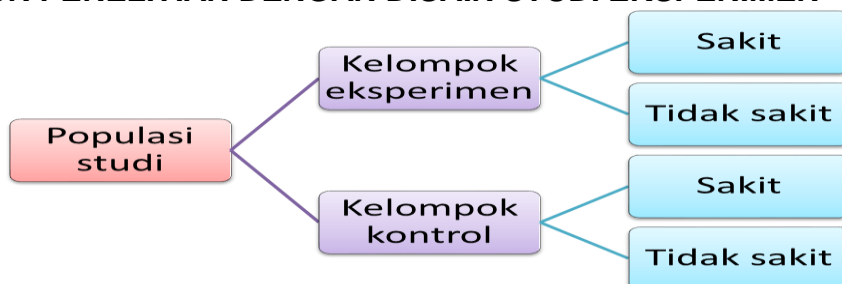 Sakit
Kelompok
eksperimen
Tidak sakit
Populasi
studi
Sakit
Kelompok
kontrol
Tidak sakit